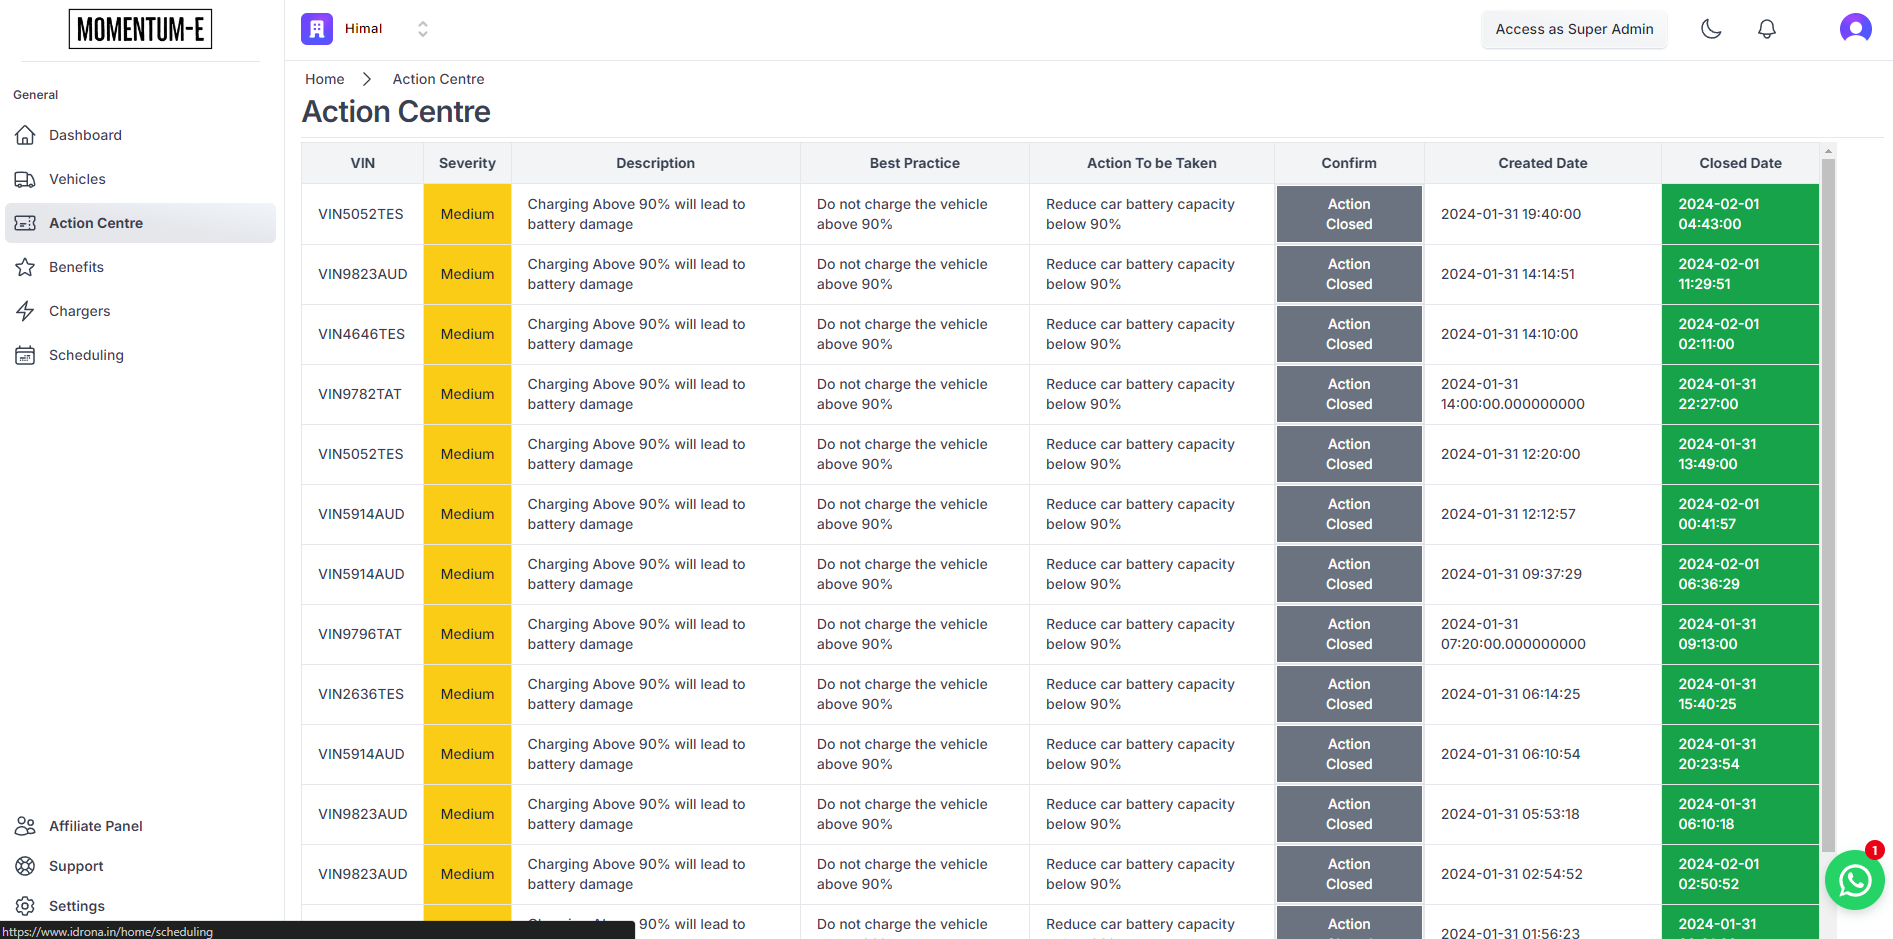 MOMENTUM-E
Himal
Access as Super Admin
General
Dashboard
Vehicles
Action Centre
Benefits
Chargers
Scheduling
Affiliate Panel
Support
Settings
Home
Action Centre
Action Centre
VIN Severity Description Best Practice Action To be Taken Confirm Created Date Closed Date
VIN5052TES Medium Charging Above 90% will lead to Do not charge the vehicle Reduce car battery capacity Action 2024-01-31 19:40:00 2024-02-01
battery damage above 90% below 90% Closed 04:43:00
VIN9823AUD Medium Charging Above 90% will lead to Do not charge the vehicle Reduce car battery capacity Action 2024-01-31 14:14:51 2024-02-01
battery damage above 90% below 90% Closed 11:29:51
VIN4646TES Medium Charging Above 90% will lead to Do not charge the vehicle Reduce car battery capacity Action 2024-01-31 14:10:00 2024-02-01
battery damage above 90% below 90% Closed 02:11:00
VIN9782TAT Medium Charging Above 90% will lead to Do not charge the vehicle Reduce car battery capacity Action 2024-01-31 2024-01-31
battery damage above 90% below 90% Closed 14:00:00.000000000 22:27:00
VIN5052TES Medium Charging Above 90% will lead to Do not charge the vehicle Reduce car battery capacity Action 2024-01-31 12:20:00 2024-01-31
battery damage above 90% below 90% Closed 13:49:00
VIN5914AUD Medium Charging Above 90% will lead to Do not charge the vehicle Reduce car battery capacity Action 2024-01-31 12:12:57 2024-02-01
battery damage above 90% below 90% Closed 00:41:57
VIN5914AUD Medium Charging Above 90% will lead to Do not charge the vehicle Reduce car battery capacity Action 2024-01-31 09:37:29 2024-02-01
battery damage above 90% below 90% Closed 06:36:29
VIN9796TAT Medium Charging Above 90% will lead to Do not charge the vehicle Reduce car battery capacity Action 2024-01-31 2024-01-31
battery damage above 90% below 90% Closed 07:20:00.000000000 09:13:00
VIN2636TES Medium Charging Above 90% will lead to Do not charge the vehicle Reduce car battery capacity Action 2024-01-31 06:14:25 2024-01-31
battery damage above 90% below 90% Closed 15:40:25
VIN5914AUD Medium Charging Above 90% will lead to Do not charge the vehicle Reduce car battery capacity Action 2024-01-31 06:10:54 2024-01-31
battery damage above 90% below 90% Closed 20:23:54
VIN9823AUD Medium Charging Above 90% will lead to Do not charge the vehicle Reduce car battery capacity Action 2024-01-31 05:53:18 2024-01-31
battery damage above 90% below 90% Closed 06:10:18
VIN9823AUD Medium Charging Above 90% will lead to Do not charge the vehicle Reduce car battery capacity Action 2024-01-31 02:54:52 2024-02-01
battery damage above 90% below 90% Closed 02:50:52
Charging Above 90% will lead to Do not charge the vehicle Reduce car battery capacity Action 2024-01-31 01:56:23 2024-01-31
above 90% below 90%
1
https://www.idrona.in/home/scheduling